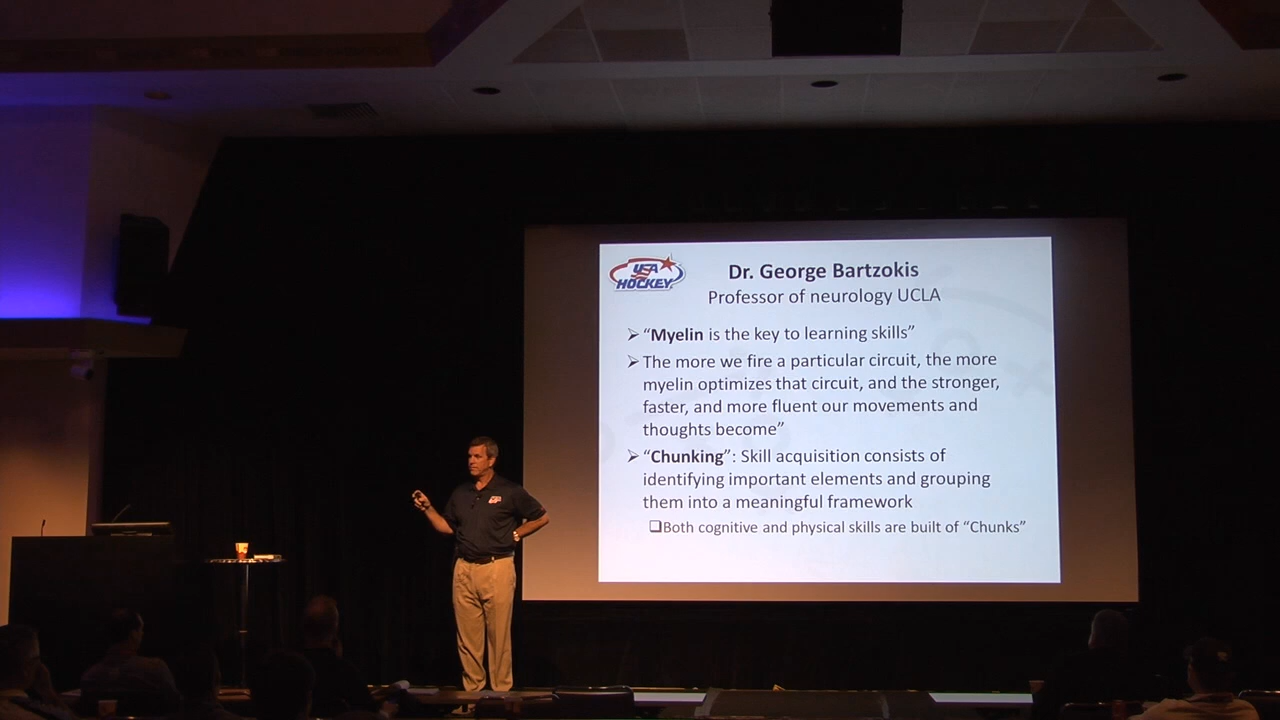 USA
HOCKEY
Dr. George Bartzokis
Professor of neurology UCLA
➢ “Myelin is the key to learning skills”
➢ The more we fire a particular circuit, the more
myelin optimizes that circuit, and the stronger,
faster, and more fluent our movements and
thoughts become”
➢ “Chunking”: Skill acquisition consists of
identifying important elements and grouping
them into a meaningful framework
❑Both cognitive and physical skills are built of “Chunks”